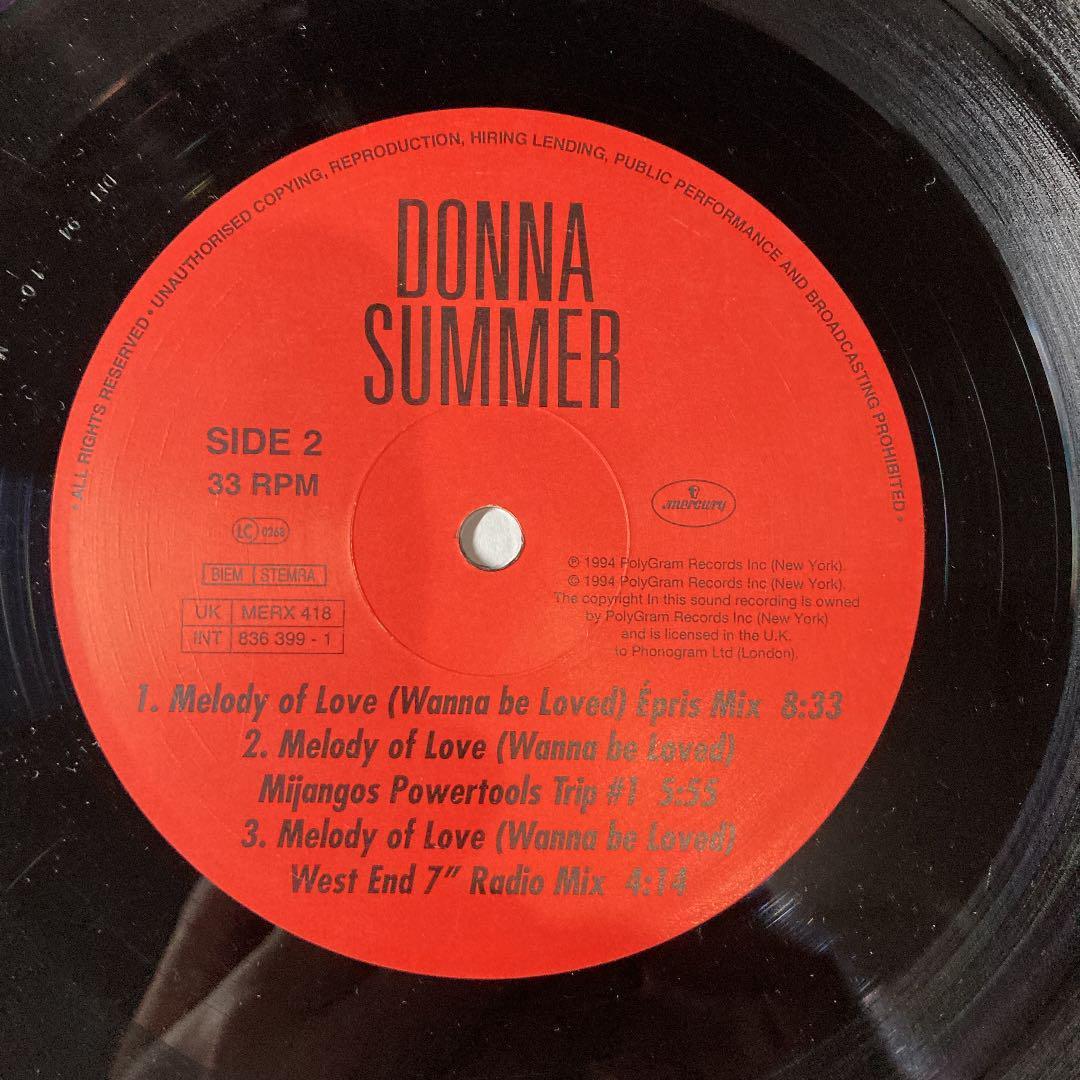 • ALL RIGHTS RESERVED • UNAUTHORISED COPYING, REPRODUCTION, HIRING LENDING, PUBLIC PERFORMANCE AND BROADCASTING PROHIBITED •
DONNA
SUMMER
SIDE 2
33 RPM
LC 0268
BIEM STEMRA
UK MERX 418
INT 836 399 - 1
mercury
℗ 1994 PolyGram Records Inc (New York).
© 1994 PolyGram Records Inc (New York).
The copyright In this sound recording is owned
by PolyGram Records Inc (New York)
and is licensed in the U.K.
to Phonogram Ltd (London).
1. Melody of Love (Wanna be Loved) Épris Mix 8:33
2. Melody of Love (Wanna be Loved)
Mijangos Powertools Trip #1 5:55
3. Melody of Love (Wanna be Loved)
West End 7" Radio Mix 4:14